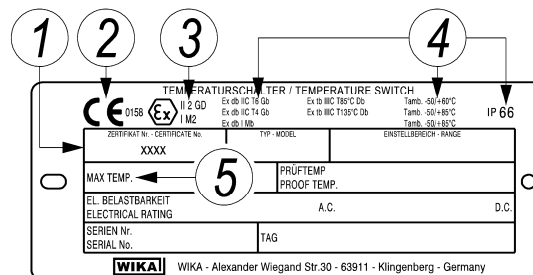 1 2 3 4
TEMPERATURSCHALTER / TEMPERATURE SWITCH
CE 0158 Ex II 2 GD Ex db IIC T6 Gb Ex tb IIIC T85°C Db Tamb. -50/+60°C
I M2 Ex db IIC T4 Gb Ex tb IIIC T135°C Db Tamb. -50/+85°C IP 66
Ex db I Mb Tamb. -50/+85°C
ZERTIFIKAT Nr. - CERTIFICATE No. TYP - MODEL EINSTELLBEREICH - RANGE
XXXX
MAX TEMP. 5 PRÜFTEMP
PROOF TEMP.
EL. BELASTBARKEIT
ELECTRICAL RATING A.C. D.C.
SERIEN Nr.
SERIAL No. TAG
WIKA WIKA - Alexander Wiegand Str.30 - 63911 - Klingenberg - Germany